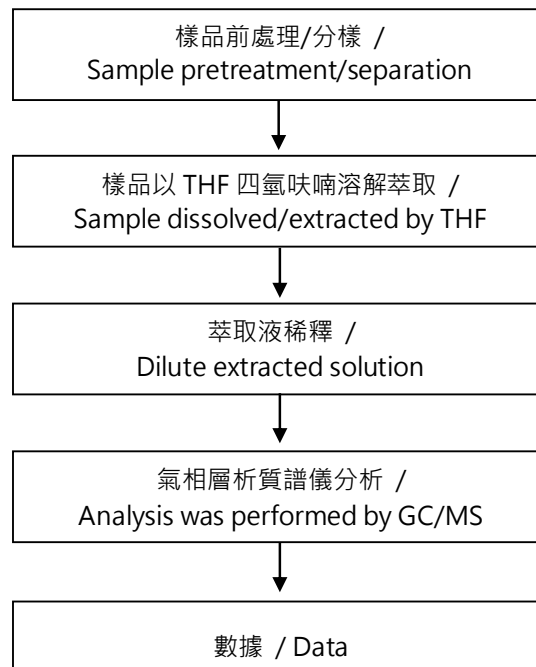 樣品前處理/分樣 /
Sample pretreatment/separation
樣品以 THF 四氫呋喃溶解萃取 /
Sample dissolved/extracted by THF
萃取液稀釋 /
Dilute extracted solution
氣相層析質譜儀分析 /
Analysis was performed by GC/MS
數據 / Data